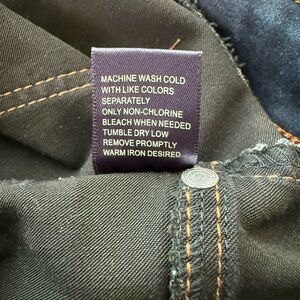 MACHINE WASH COLD
WITH LIKE COLORS
SEPARATELY
ONLY NON-CHLORINE
BLEACH WHEN NEEDED
TUMBLE DRY LOW
REMOVE PROMPTLY
WARM IRON DESIRED